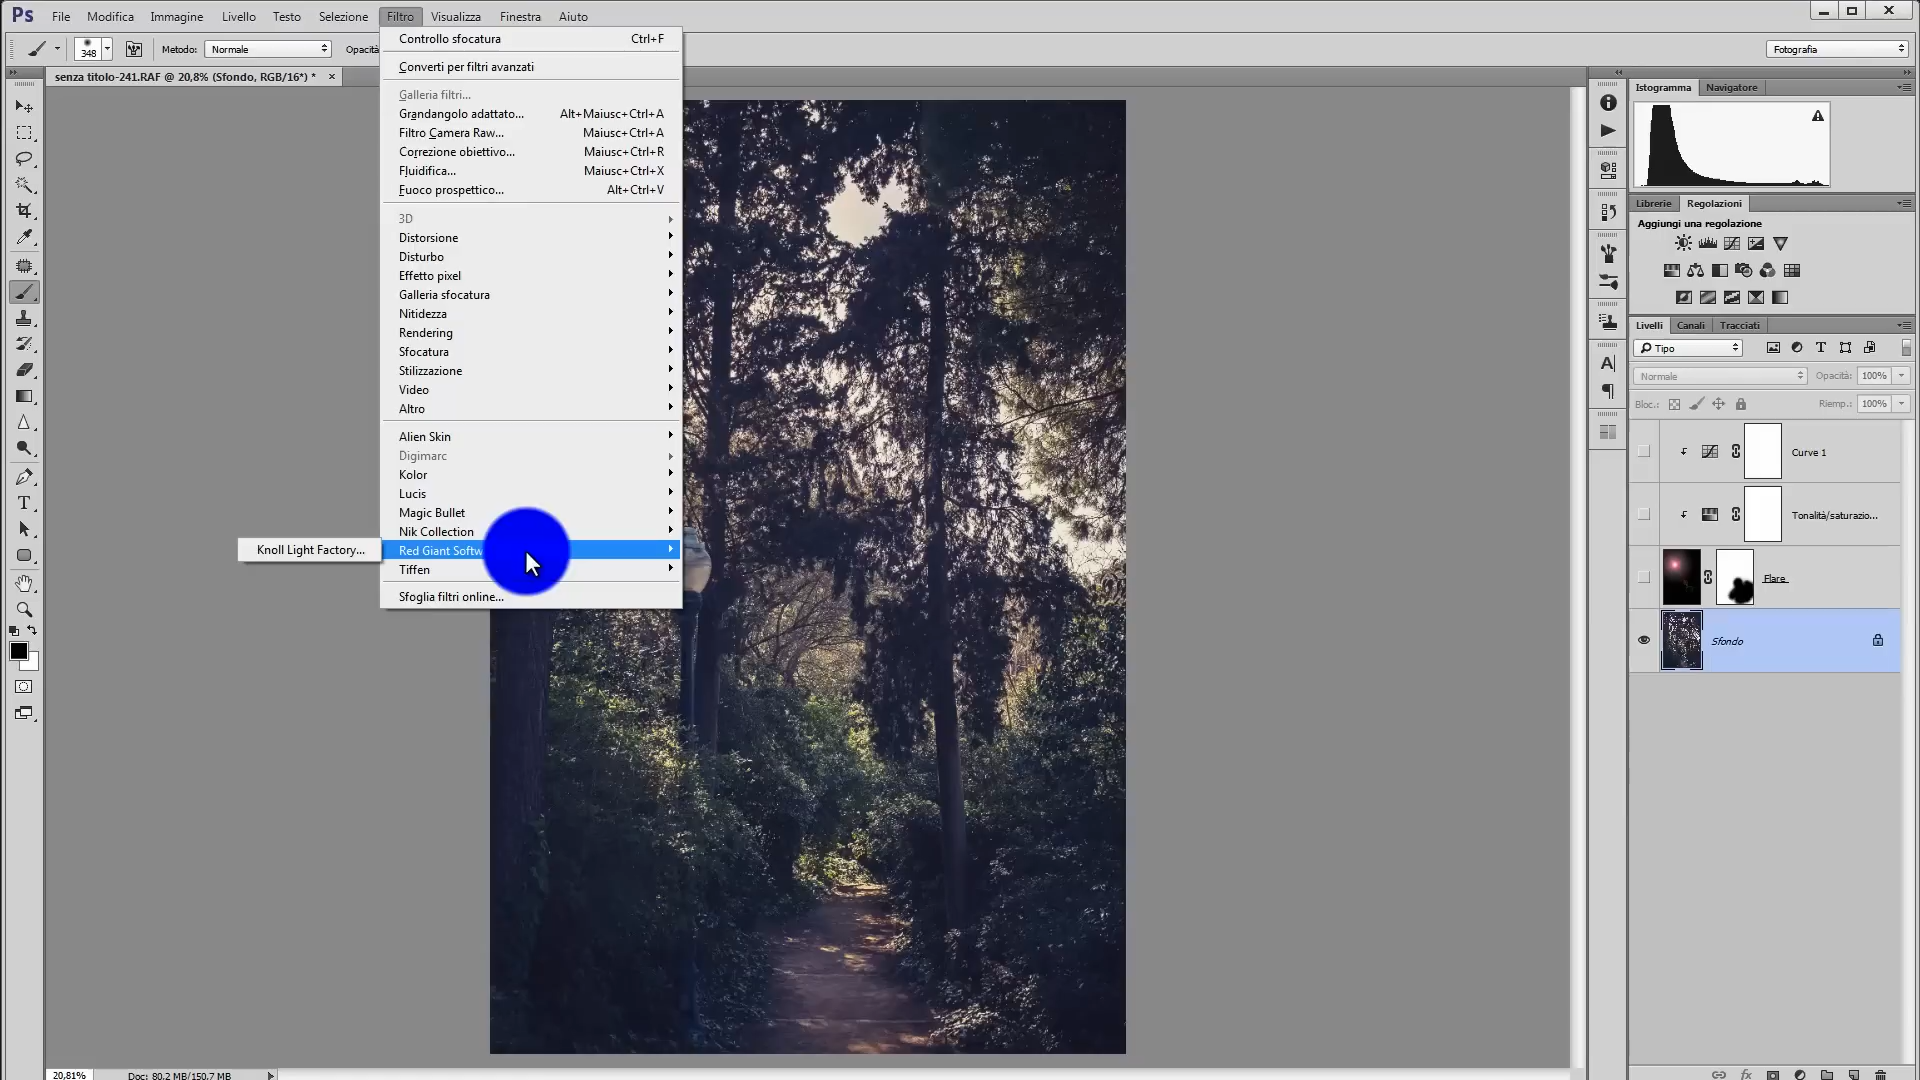 Ps File Modifica Immagine Livello Testo Selezione Filtro Visualizza Finestra Aiuto
348 Metodo: Normale Opacità
Fotografia
senza titolo-241.RAF @ 20,8% (Sfondo, RGB/16*) * ×
Controllo sfocatura Ctrl+F
Converti per filtri avanzati
Galleria filtri...
Grandangolo adattato... Alt+Maiusc+Ctrl+A
Filtro Camera Raw... Maiusc+Ctrl+A
Correzione obiettivo... Maiusc+Ctrl+R
Fluidifica... Maiusc+Ctrl+X
Fuoco prospettico... Alt+Ctrl+V
3D
Distorsione
Disturbo
Effetto pixel
Galleria sfocatura
Nitidezza
Rendering
Sfocatura
Stilizzazione
Video
Altro
Alien Skin
Digimarc
Kolor
Lucis
Magic Bullet
Nik Collection
Red Giant Softw
Tiffen
Sfoglia filtri online...
Knoll Light Factory...
Istogramma Navigatore
Librerie Regolazioni
Aggiungi una regolazione
Livelli Canali Tracciati
Tipo
Normale Opacità: 100%
Bloc.: Riemp.: 100%
Curve 1
Tonalità/saturazio...
Flare
Sfondo
20,81% Doc: 80,2 MB/150,7 MB